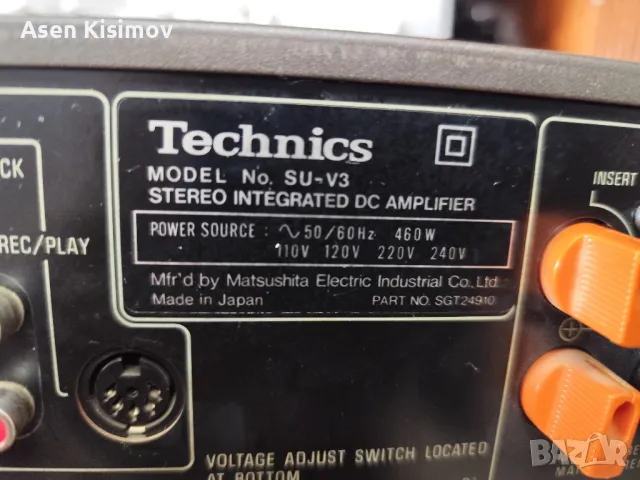 Asen Kisimov
Technics
MODEL No. SU-V3
STEREO INTEGRATED DC AMPLIFIER
POWER SOURCE : ∿ 50/60Hz 460W
110V 120V 220V 240V
Mfr'd by Matsushita Electric Industrial Co., Ltd.
Made in Japan PART NO. SGT24910
CK
REC/PLAY
INSERT
VOLTAGE ADJUST SWITCH LOCATED
AT BOTTOM
BAZAR